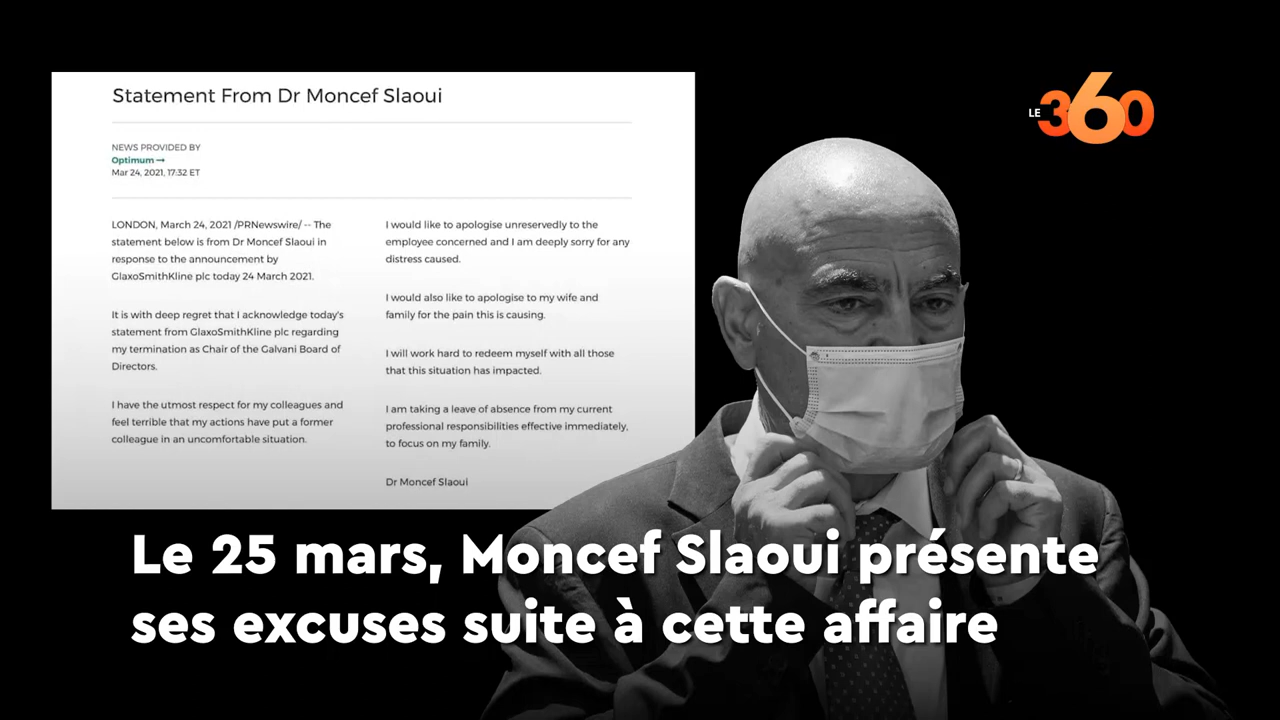 Statement From Dr Moncef Slaoui
NEWS PROVIDED BY
Optimum →
Mar 24, 2021, 17:32 ET
LONDON, March 24, 2021 /PRNewswire/ -- The
statement below is from Dr Moncef Slaoui in
response to the announcement by
GlaxoSmithKline plc today 24 March 2021.
It is with deep regret that I acknowledge today's
statement from GlaxoSmithKline plc regarding
my termination as Chair of the Galvani Board of
Directors.
I have the utmost respect for my colleagues and
feel terrible that my actions have put a former
colleague in an uncomfortable situation.
I would like to apologise unreservedly to the
employee concerned and I am deeply sorry for any
distress caused.
I would also like to apologise to my wife and
family for the pain this is causing.
I will work hard to redeem myself with all those
that this situation has impacted.
I am taking a leave of absence from my current
professional responsibilities effective immediately,
to focus on my family.
Dr Moncef Slaoui
LE 360
Le 25 mars, Moncef Slaoui présente
ses excuses suite à cette affaire